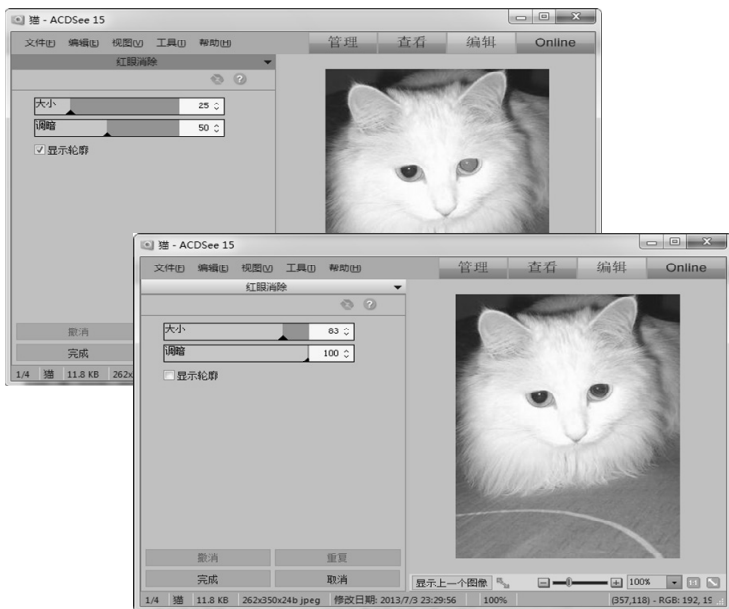 猫 - ACDSee 15
文件(F) 编辑(E) 视图(V) 工具(T) 帮助(H) 管理 查看 编辑 Online
红眼消除
大小 25
调暗 50
显示轮廓
撤消
完成
1/4 猫 11.8 KB 262x
猫 - ACDSee 15
文件(F) 编辑(E) 视图(V) 工具(T) 帮助(H) 管理 查看 编辑 Online
红眼消除
大小 83
调暗 100
显示轮廓
撤消 重复
完成 取消 显示上一个图像 100% 1:1
1/4 猫 11.8 KB 262x350x24b jpeg 修改日期: 2013/7/3 23:29:56 100% (357,118) - RGB: 192, 19